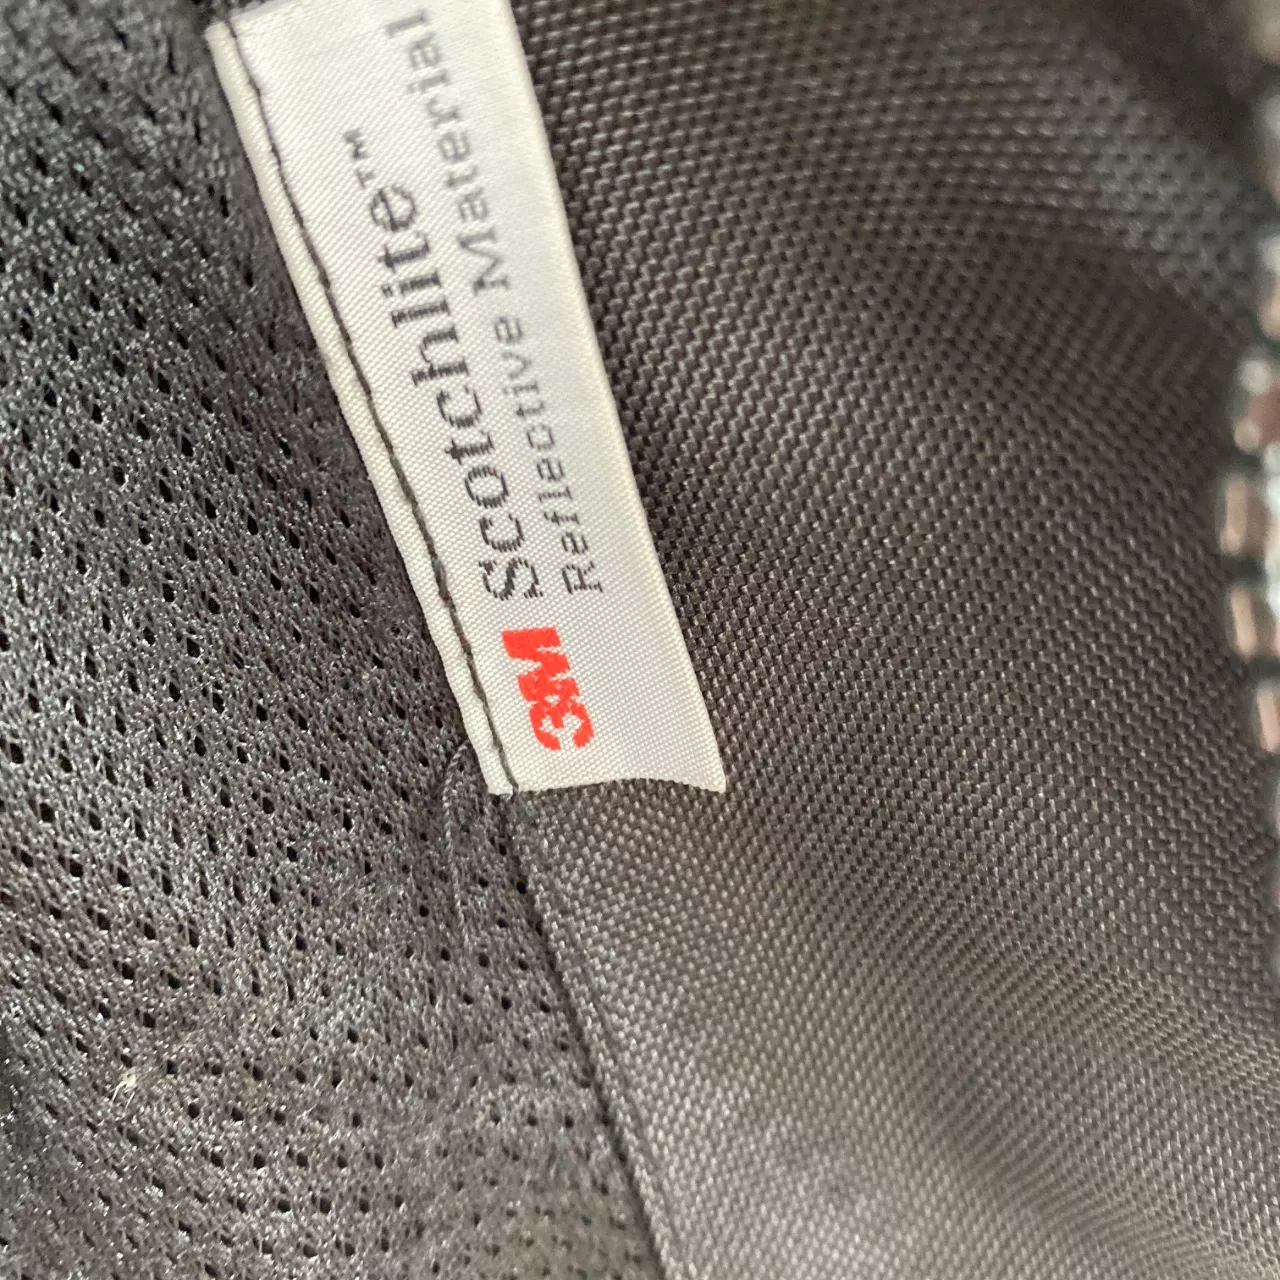 3M Scotchlite™
Reflective Material